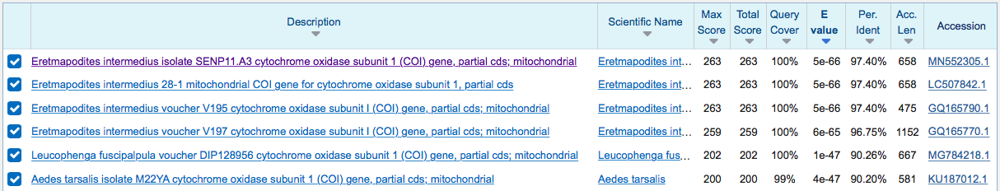 Description Scientific Name Max Score Total Score Query Cover E value Per. Ident Acc. Len Accession
Eretmapodites intermedius isolate SENP11.A3 cytochrome oxidase subunit 1 (COI) gene, partial cds; mitochondrial Eretmapodites int... 263 263 100% 5e-66 97.40% 658 MN552305.1
Eretmapodites intermedius 28-1 mitochondrial COI gene for cytochrome oxidase subunit 1, partial cds Eretmapodites int... 263 263 100% 5e-66 97.40% 658 LC507842.1
Eretmapodites intermedius voucher V195 cytochrome oxidase subunit I (COI) gene, partial cds; mitochondrial Eretmapodites int... 263 263 100% 5e-66 97.40% 475 GQ165790.1
Eretmapodites intermedius voucher V197 cytochrome oxidase subunit I (COI) gene, partial cds; mitochondrial Eretmapodites int... 259 259 100% 6e-65 96.75% 1152 GQ165770.1
Leucophenga fuscipalpula voucher DIP128956 cytochrome oxidase subunit 1 (COI) gene, partial cds; mitochondrial Leucophenga fus... 202 202 100% 1e-47 90.26% 667 MG784218.1
Aedes tarsalis isolate M22YA cytochrome oxidase subunit 1 (COI) gene, partial cds; mitochondrial Aedes tarsalis 200 200 99% 4e-47 90.20% 581 KU187012.1